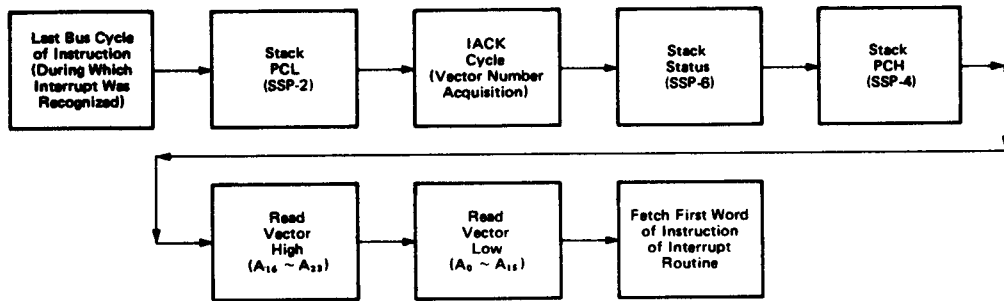 Last Bus Cycle
of Instruction
(During Which
Interrupt Was
Recognized)
Stack
PCL
(SSP-2)
IACK
Cycle
(Vector Number
Acquisition)
Stack
Status
(SSP-6)
Stack
PCH
(SSP-4)
Read
Vector
High
(A₁₆ ~ A₂₃)
Read
Vector
Low
(A₀ ~ A₁₅)
Fetch First Word
of Instruction
of Interrupt
Routine